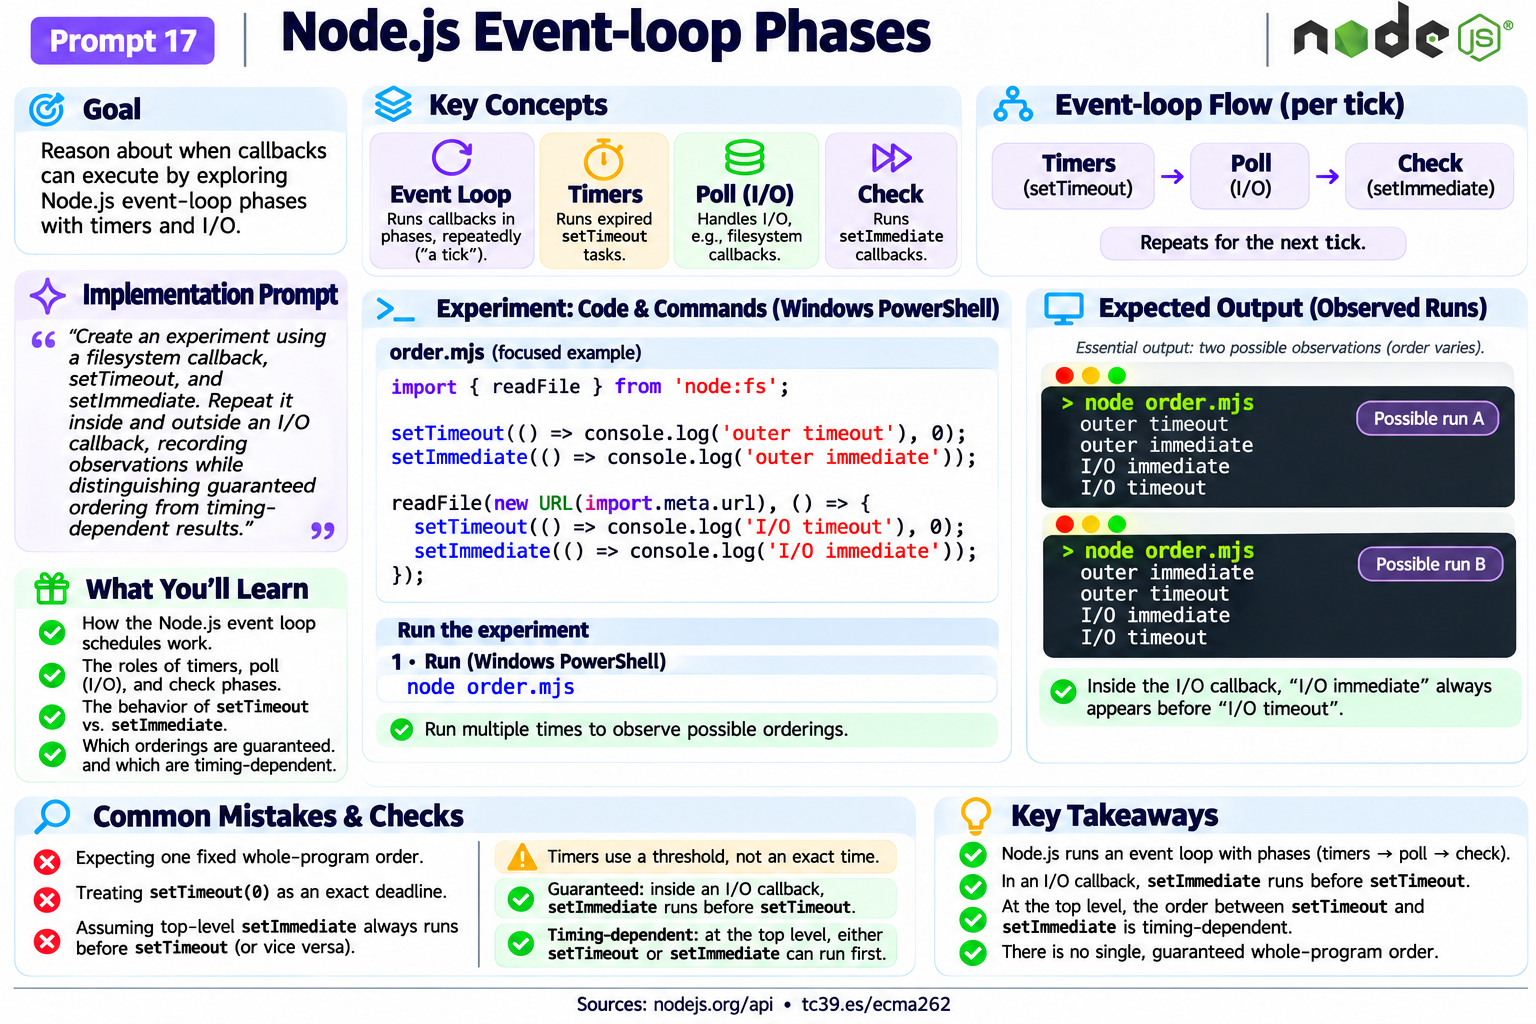 Prompt 17
Node.js Event-loop Phases
node JS ®
Goal
Reason about when callbacks
can execute by exploring
Node.js event-loop phases
with timers and I/O.
Implementation Prompt
“ “Create an experiment using
a filesystem callback,
setTimeout, and
setImmediate. Repeat it
inside and outside an I/O
callback, recording
observations while
distinguishing guaranteed
ordering from timing-
dependent results.” ”
What You’ll Learn
How the Node.js event loop
schedules work.
The roles of timers, poll
(I/O), and check phases.
The behavior of setTimeout
vs. setImmediate.
Which orderings are guaranteed.
and which are timing-dependent.
Key Concepts
Event Loop
Runs callbacks in
phases, repeatedly
(”a tick”).
Timers
Runs expired
setTimeout
tasks.
Poll (I/O)
Handles I/O,
e.g., filesystem
callbacks.
Check
Runs
setImmediate
callbacks.
Event-loop Flow (per tick)
Timers
(setTimeout)
→
Poll
(I/O)
→
Check
(setImmediate)
Repeats for the next tick.
>_ Experiment: Code & Commands (Windows PowerShell)
order.mjs (focused example)
import { readFile } from 'node:fs';
setTimeout(() => console.log('outer timeout'), 0);
setImmediate(() => console.log('outer immediate'));
readFile(new URL(import.meta.url), () => {
setTimeout(() => console.log('I/O timeout'), 0);
setImmediate(() => console.log('I/O immediate'));
});
Run the experiment
1 • Run (Windows PowerShell)
node order.mjs
Run multiple times to observe possible orderings.
Expected Output (Observed Runs)
Essential output: two possible observations (order varies).
> node order.mjs
Possible run A
outer timeout
outer immediate
I/O immediate
I/O timeout
> node order.mjs
Possible run B
outer immediate
outer timeout
I/O immediate
I/O timeout
Inside the I/O callback, “I/O immediate” always
appears before “I/O timeout”.
Common Mistakes & Checks
Expecting one fixed whole-program order.
Treating setTimeout(0) as an exact deadline.
Assuming top-level setImmediate always runs
before setTimeout (or vice versa).
Timers use a threshold, not an exact time.
Guaranteed: inside an I/O callback,
setImmediate runs before setTimeout.
Timing-dependent: at the top level, either
setTimeout or setImmediate can run first.
Key Takeaways
Node.js runs an event loop with phases (timers → poll → check).
In an I/O callback, setImmediate runs before setTimeout.
At the top level, the order between setTimeout and
setImmediate is timing-dependent.
There is no single, guaranteed whole-program order.
Sources: nodejs.org/api • tc39.es/ecma262